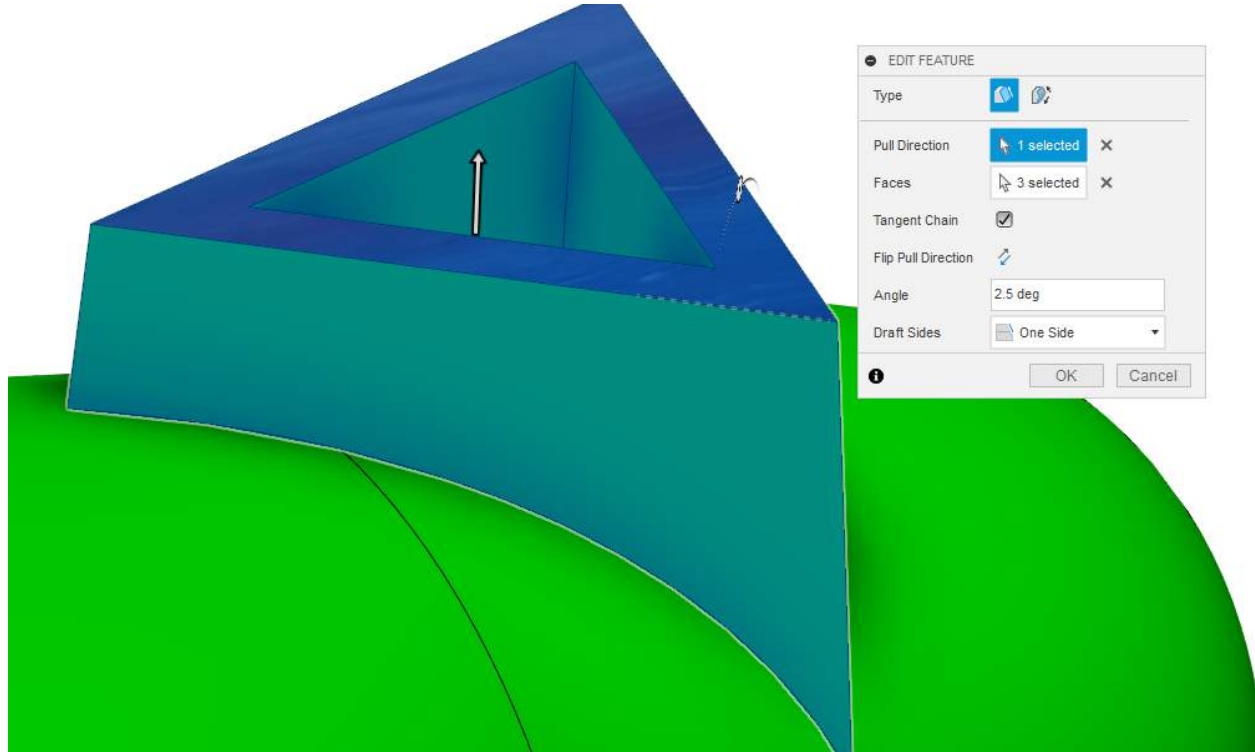 EDIT FEATURE
Type
Pull Direction 1 selected
Faces 3 selected
Tangent Chain
Flip Pull Direction
Angle 2.5 deg
Draft Sides One Side
OK Cancel